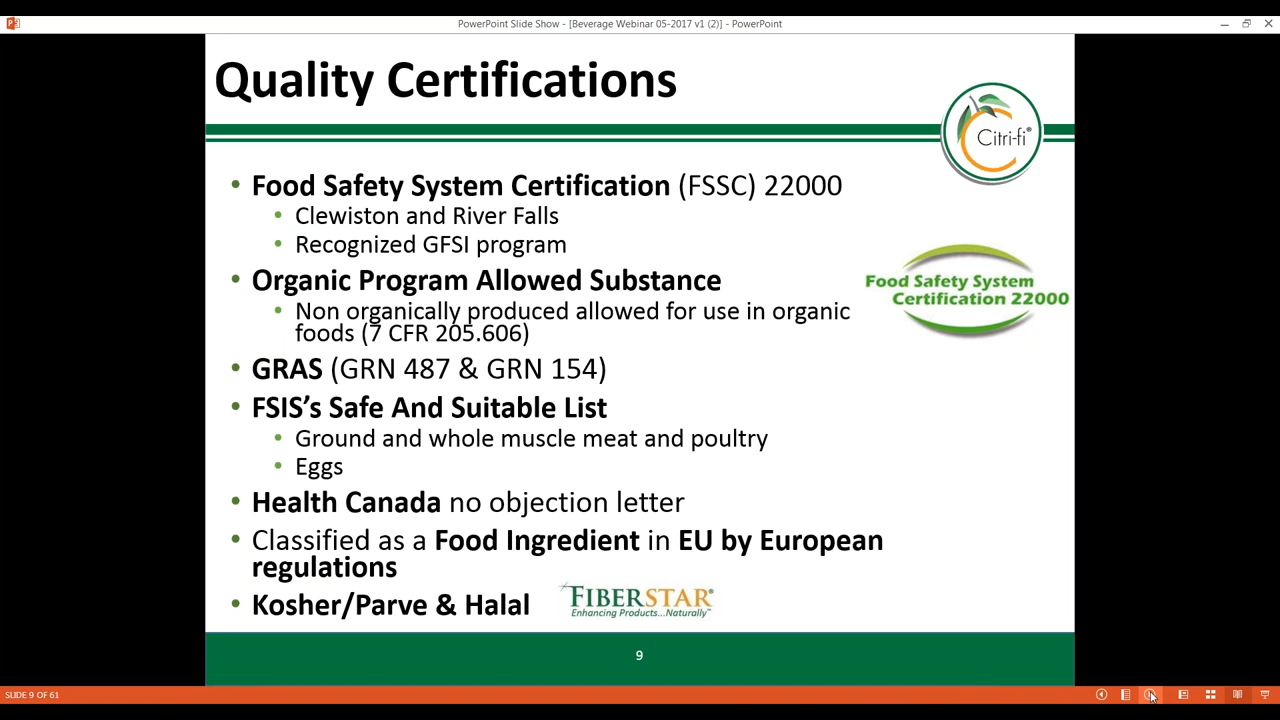 PowerPoint Slide Show - [Beverage Webinar 05-2017 v1 (2)] - PowerPoint
Quality Certifications
Citri-fi®
• Food Safety System Certification (FSSC) 22000
• Clewiston and River Falls
• Recognized GFSI program
Food Safety System
Certification 22000
• Organic Program Allowed Substance
• Non organically produced allowed for use in organic
foods (7 CFR 205.606)
• GRAS (GRN 487 & GRN 154)
• FSIS’s Safe And Suitable List
• Ground and whole muscle meat and poultry
• Eggs
• Health Canada no objection letter
• Classified as a Food Ingredient in EU by European
regulations
• Kosher/Parve & Halal
FIBERSTAR®
Enhancing Products...Naturally™
9
SLIDE 9 OF 61